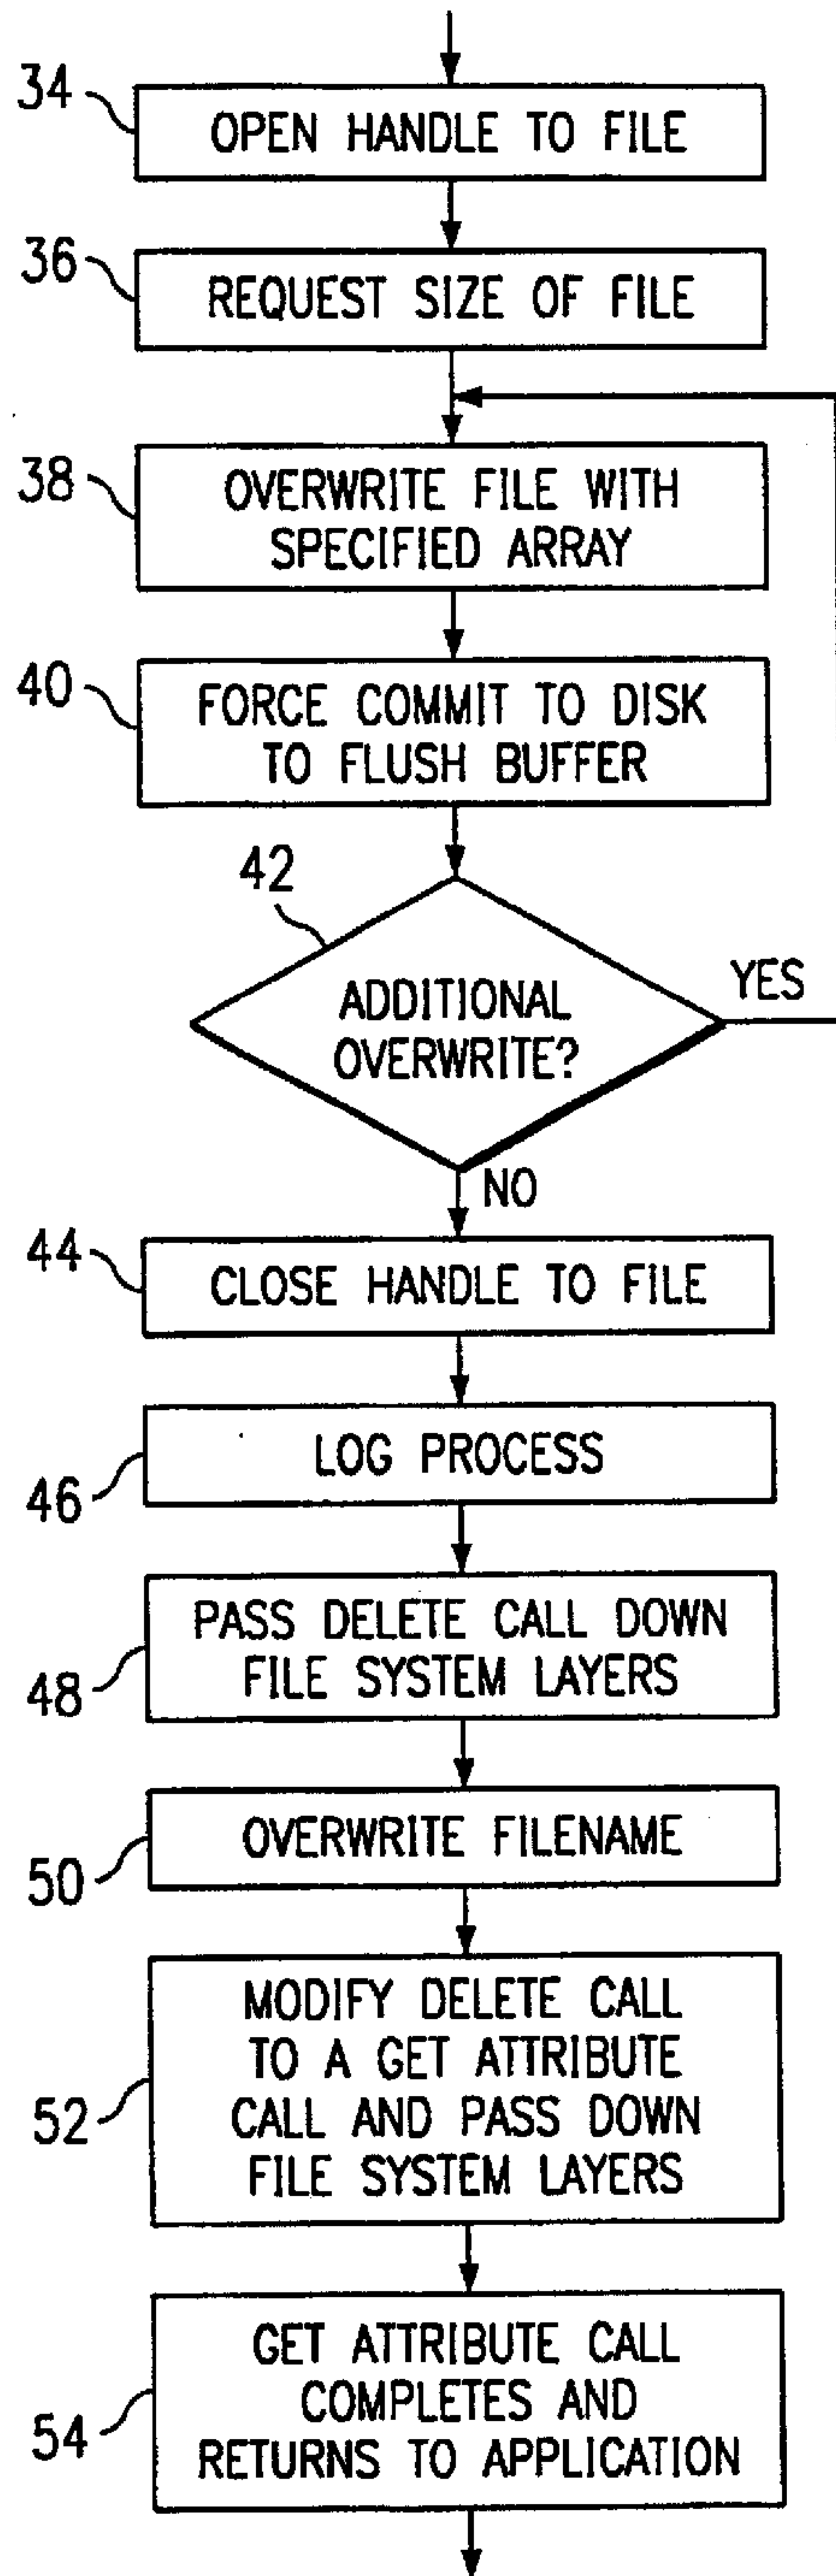 34
OPEN HANDLE TO FILE
36
REQUEST SIZE OF FILE
38
OVERWRITE FILE WITH
SPECIFIED ARRAY
40
FORCE COMMIT TO DISK
TO FLUSH BUFFER
42
ADDITIONAL
OVERWRITE?
YES
NO
44
CLOSE HANDLE TO FILE
46
LOG PROCESS
48
PASS DELETE CALL DOWN
FILE SYSTEM LAYERS
50
OVERWRITE FILENAME
52
MODIFY DELETE CALL
TO A GET ATTRIBUTE
CALL AND PASS DOWN
FILE SYSTEM LAYERS
54
GET ATTRIBUTE CALL
COMPLETES AND
RETURNS TO APPLICATION